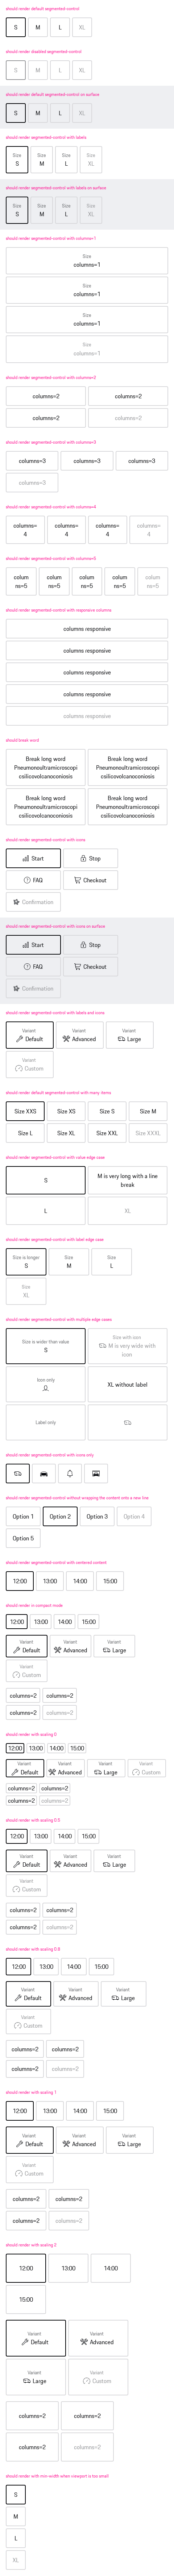 should render default segmented-control
S M L XL
should render disabled segmented-control
S M L XL
should render default segmented-control on surface
S M L XL
should render segmented-control with labels
Size Size Size Size
S M L XL
should render segmented-control with labels on surface
Size Size Size Size
S M L XL
should render segmented-control with columns=1
Size
columns=1
Size
columns=1
Size
columns=1
Size
columns=1
should render segmented-control with columns=2
columns=2 columns=2
columns=2 columns=2
should render segmented-control with columns=3
columns=3 columns=3 columns=3
columns=3
should render segmented-control with columns=4
columns= columns= columns= columns=
4 4 4 4
should render segmented-control with columns=5
colum colum colum colum colum
ns=5 ns=5 ns=5 ns=5 ns=5
should render segmented-control with responsive columns
columns responsive
columns responsive
columns responsive
columns responsive
columns responsive
should break word
Break long word Break long word
Pneumonoultramicroscopi Pneumonoultramicroscopi
csilicovolcanoconiosis csilicovolcanoconiosis
Break long word Break long word
Pneumonoultramicroscopi Pneumonoultramicroscopi
csilicovolcanoconiosis csilicovolcanoconiosis
should render segmented-control with icons
Start Stop
FAQ Checkout
Confirmation
should render segmented-control with icons on surface
Start Stop
FAQ Checkout
Confirmation
should render segmented-control with labels and icons
Variant Variant Variant
Default Advanced Large
Variant
Custom
should render default segmented-control with many items
Size XXS Size XS Size S Size M
Size L Size XL Size XXL Size XXXL
should render segmented-control with value edge case
S M is very long with a line
break
L XL
should render segmented-control with label edge case
Size is longer Size Size
S M L
Size
XL
should render segmented-control with multiple edge cases
Size is wider than value Size with icon
S M is very wide with
icon
Icon only XL without label
Label only
should render segmented-control with icons only
should render segmented-control without wrapping the content onto a new line
Option 1 Option 2 Option 3 Option 4
Option 5
should render segmented-control with centered content
12:00 13:00 14:00 15:00
should render in compact mode
12:00 13:00 14:00 15:00
Variant Variant Variant
Default Advanced Large
Variant
Custom
columns=2 columns=2
columns=2 columns=2
should render with scaling 0
12:00 13:00 14:00 15:00
Variant Variant Variant Variant
Default Advanced Large Custom
columns=2 columns=2
columns=2 columns=2
should render with scaling 0.5
12:00 13:00 14:00 15:00
Variant Variant Variant
Default Advanced Large
Variant
Custom
columns=2 columns=2
columns=2 columns=2
should render with scaling 0.8
12:00 13:00 14:00 15:00
Variant Variant Variant
Default Advanced Large
Variant
Custom
columns=2 columns=2
columns=2 columns=2
should render with scaling 1
12:00 13:00 14:00 15:00
Variant Variant Variant
Default Advanced Large
Variant
Custom
columns=2 columns=2
columns=2 columns=2
should render with scaling 2
12:00 13:00 14:00
15:00
Variant Variant
Default Advanced
Variant Variant
Large Custom
columns=2 columns=2
columns=2 columns=2
should render with min-width when viewport is too small
S
M
L
XL